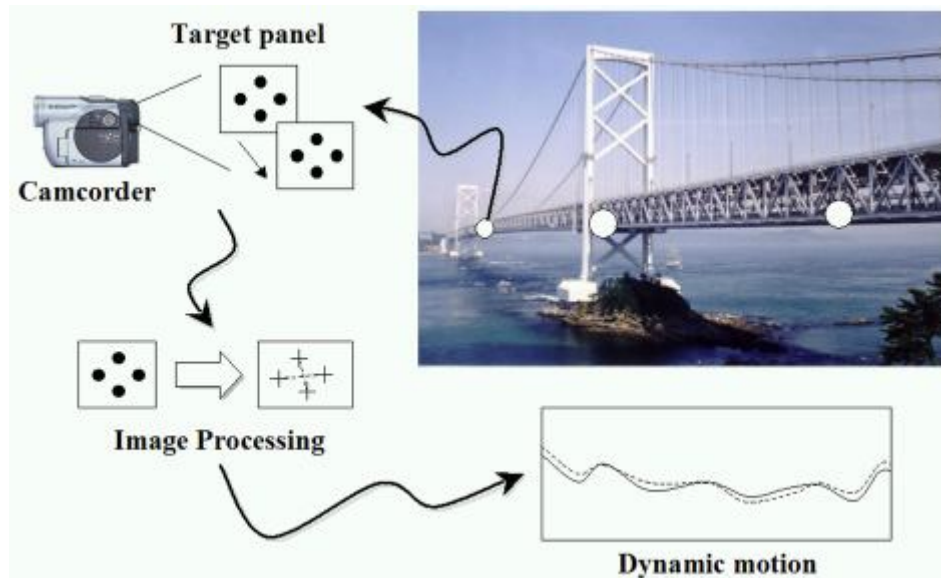 Target panel
Camcorder
Image Processing
Dynamic motion